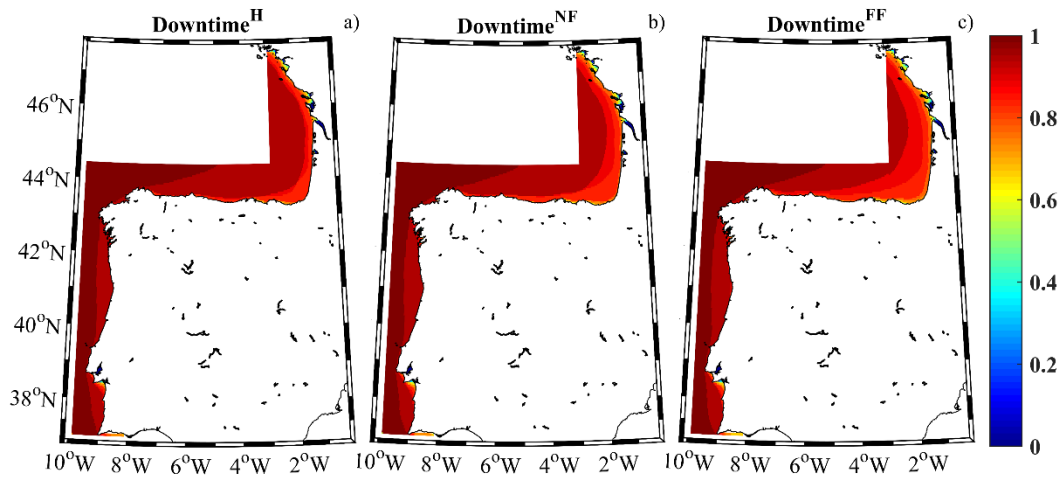 Downtime^H a) Downtime^NF b) Downtime^FF c)
1
46°N
0.8
44°N
0.6
42°N
0.4
40°N
0.2
38°N
0
10°W 8°W 6°W 4°W 2°W 10°W 8°W 6°W 4°W 2°W 10°W 8°W 6°W 4°W 2°W